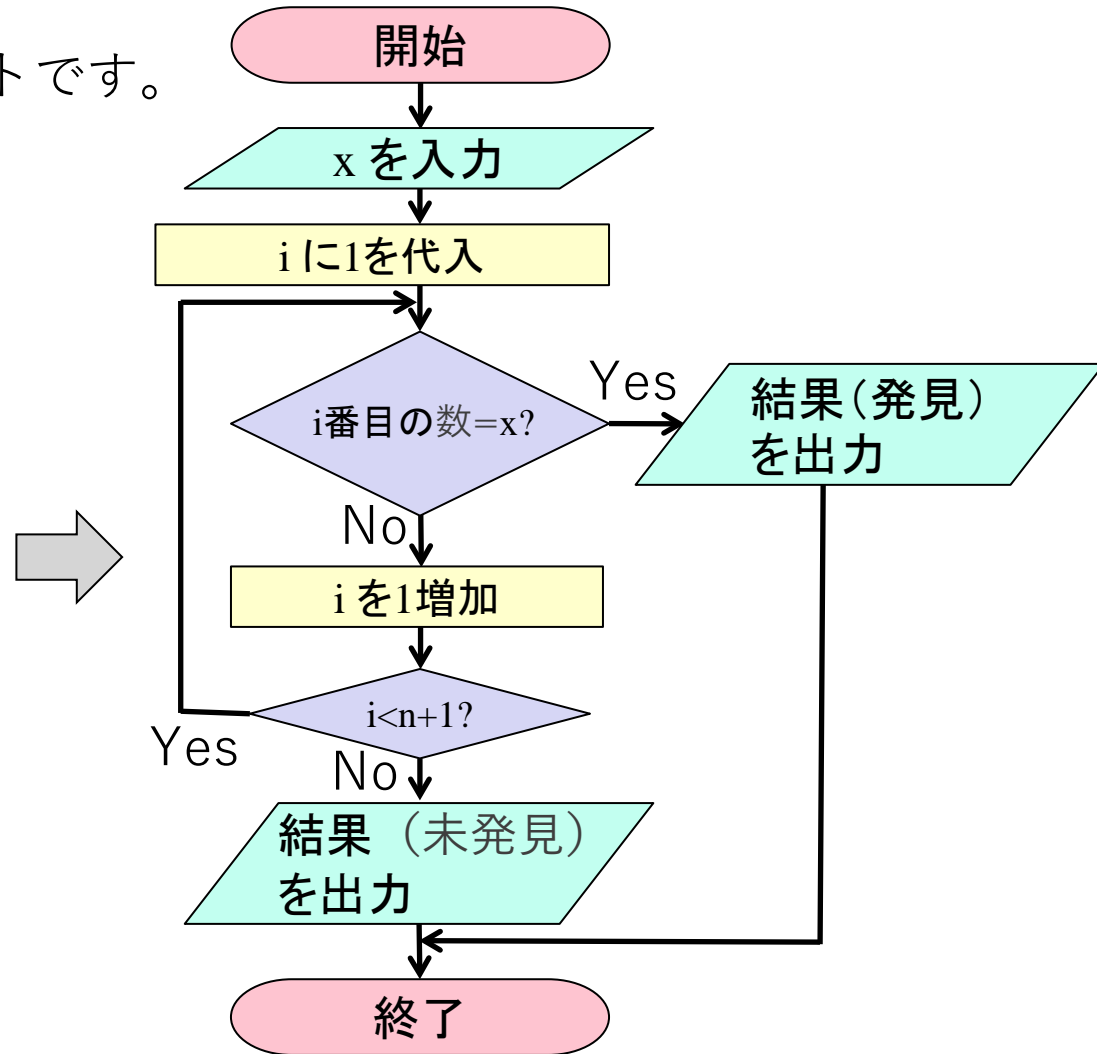 トです。
開始
x を入力
i に1を代入
i番目の数=x?
Yes
結果(発見)
を出力
No
i を1増加
i<n+1?
Yes
No
結果（未発見）
を出力
終了